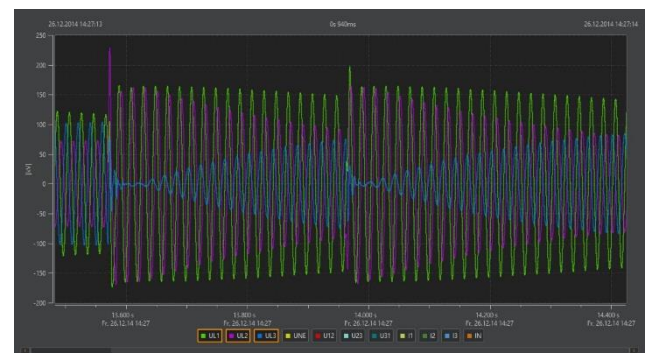 26.12.2014 14:27:13 0s 940ms 26.12.2014 14:27:14
250
200
150
100
50
0
-50
-100
-150
-200
[kV]
13.600 s 13.800 s 14.000 s 14.200 s 14.400 s
Fr. 26.12.14 14:27 Fr. 26.12.14 14:27 Fr. 26.12.14 14:27 Fr. 26.12.14 14:27 Fr. 26.12.14 14:27
UL1 UL2 UL3 UNE U12 U23 U31 I1 I2 I3 IN